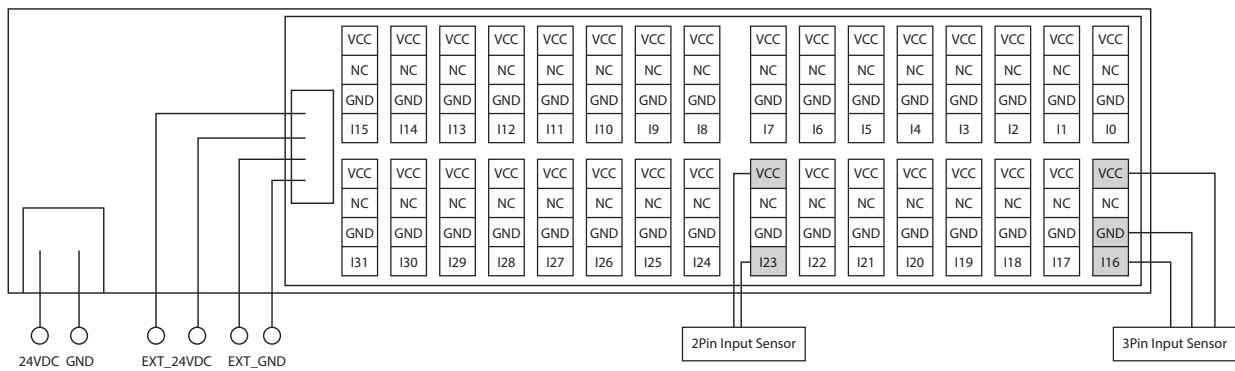 VCC VCC VCC VCC VCC VCC VCC VCC VCC VCC VCC VCC VCC VCC VCC VCC
NC NC NC NC NC NC NC NC NC NC NC NC NC NC NC NC
GND GND GND GND GND GND GND GND GND GND GND GND GND GND GND GND
I15 I14 I13 I12 I11 I10 I9 I8 I7 I6 I5 I4 I3 I2 I1 I0
VCC VCC VCC VCC VCC VCC VCC VCC VCC VCC VCC VCC VCC VCC VCC VCC
NC NC NC NC NC NC NC NC NC NC NC NC NC NC NC NC
GND GND GND GND GND GND GND GND GND GND GND GND GND GND GND GND
I31 I30 I29 I28 I27 I26 I25 I24 I23 I22 I21 I20 I19 I18 I17 I16
24VDC GND EXT_24VDC EXT_GND
2Pin Input Sensor
3Pin Input Sensor